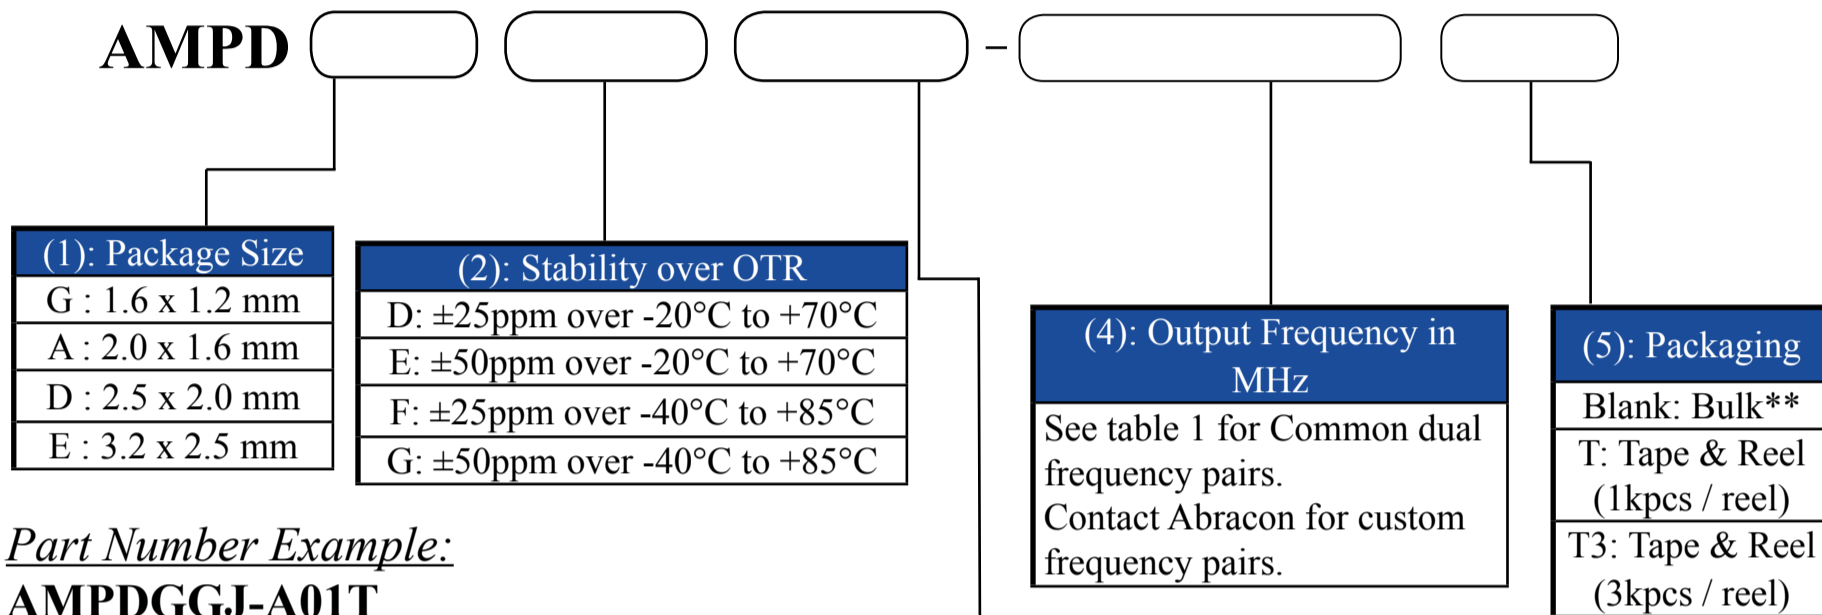 AMPD –
(1): Package Size
G : 1.6 x 1.2 mm
A : 2.0 x 1.6 mm
D : 2.5 x 2.0 mm
E : 3.2 x 2.5 mm
(2): Stability over OTR
D: ±25ppm over -20°C to +70°C
E: ±50ppm over -20°C to +70°C
F: ±25ppm over -40°C to +85°C
G: ±50ppm over -40°C to +85°C
(4): Output Frequency in
MHz
See table 1 for Common dual
frequency pairs.
Contact Abracon for custom
frequency pairs.
(5): Packaging
Blank: Bulk**
T: Tape & Reel
(1kpcs / reel)
T3: Tape & Reel
(3kpcs / reel)
Part Number Example:
AMPDGGJ-A01T